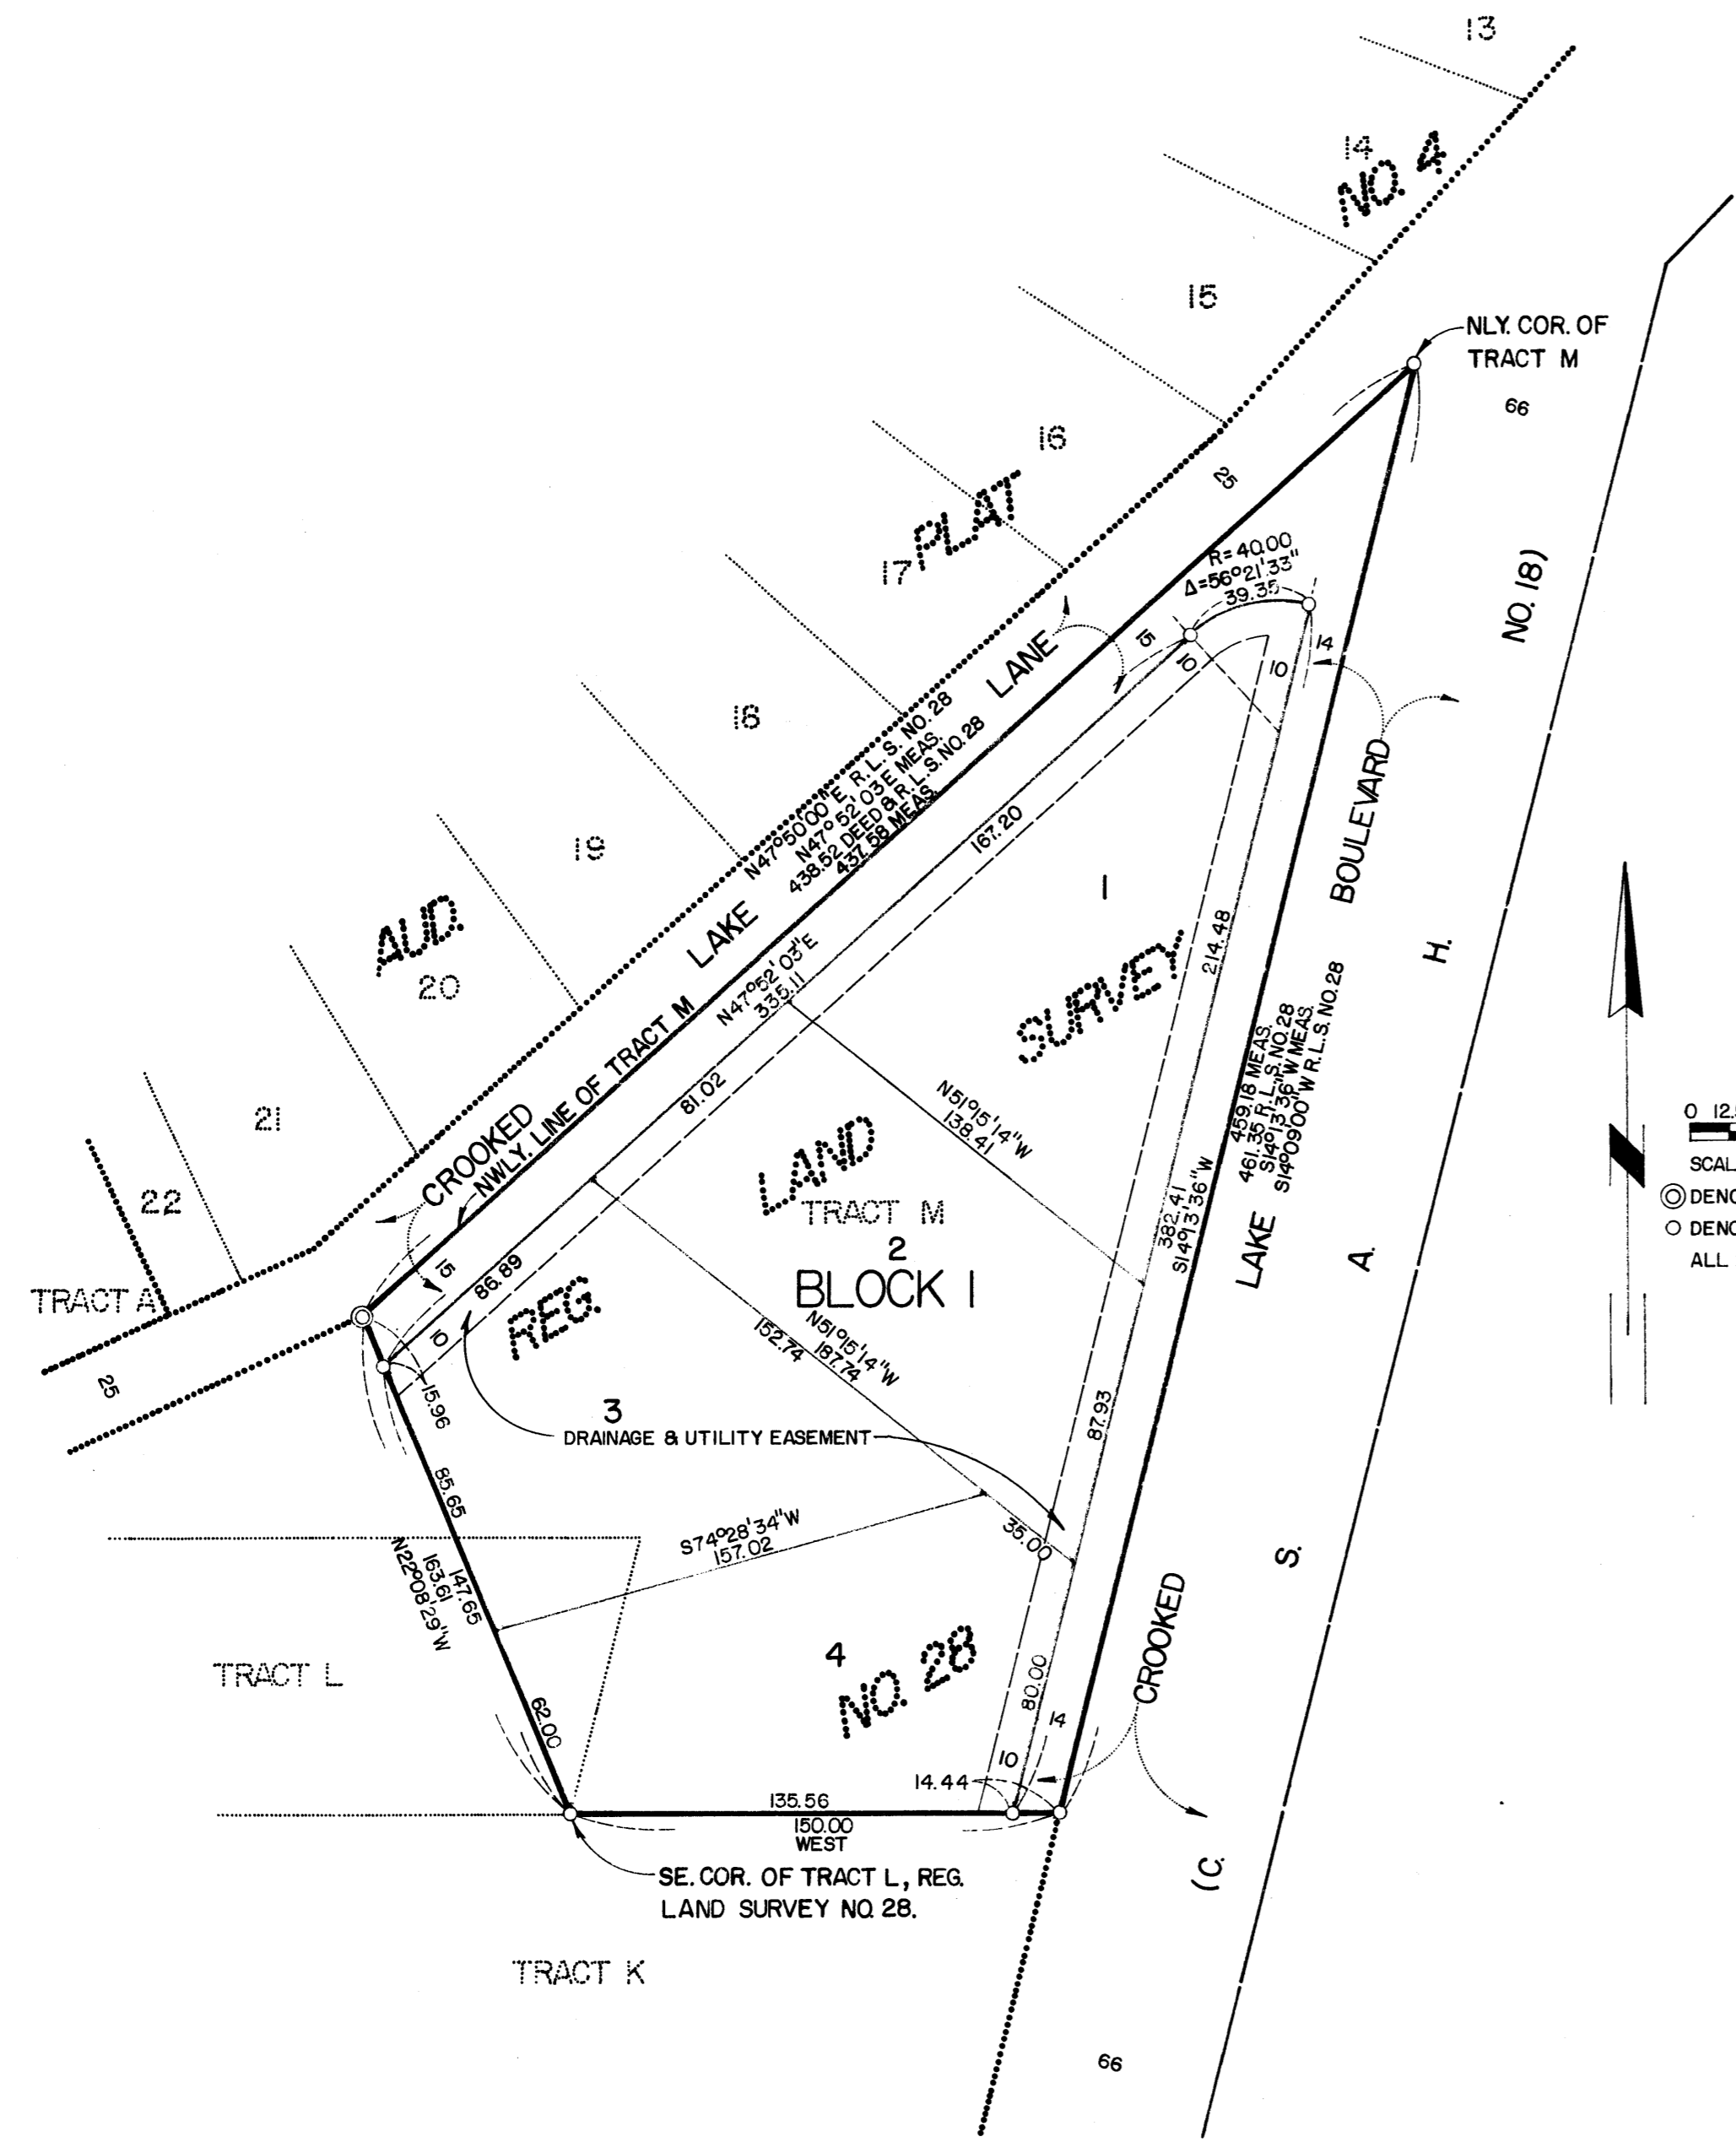 13
14
NO. 4
15
NLY. COR. OF
TRACT M
66
16
25
PLAT
17
R=40.00
Δ=56°21'33"
39.35
NO. 18)
15
10
10
14
LANE
18
N47°50'00"E R.L.S. NO. 28
N47°52'03"E MEAS.
438.52 DEED & R.L.S. NO. 28
437.58 MEAS.
167.20
BOULEVARD
19
1
AUD.
20
LAKE
214.48
H.
N47°52'03"E
335.11
SURVEY
459.18 MEAS.
461.35 R.L.S. NO. 28
S14°13'36"W MEAS.
S14°09'00"W R.L.S. NO. 28
21
CROOKED
NWLY. LINE OF TRACT M
81.02
N51°15'14"W
138.41
0 12.
SCAL
DENO
DENO
ALL
22
LAND
TRACT M
2
BLOCK 1
382.41
S14°13'36"W
LAKE
A.
TRACT A
15
86.89
REG.
10
25
15.96
N51°15'14"W
187.74
152.74
3
DRAINAGE & UTILITY EASEMENT
87.93
85.65
S74°28'34"W
157.02
35.00
S.
147.65
163.61
N22°08'29"W
CROOKED
TRACT L
4
NO. 28
80.00
14
62.00
10
14.44
135.56
150.00
WEST
(C.
SE. COR. OF TRACT L, REG.
LAND SURVEY NO. 28.
TRACT K
66